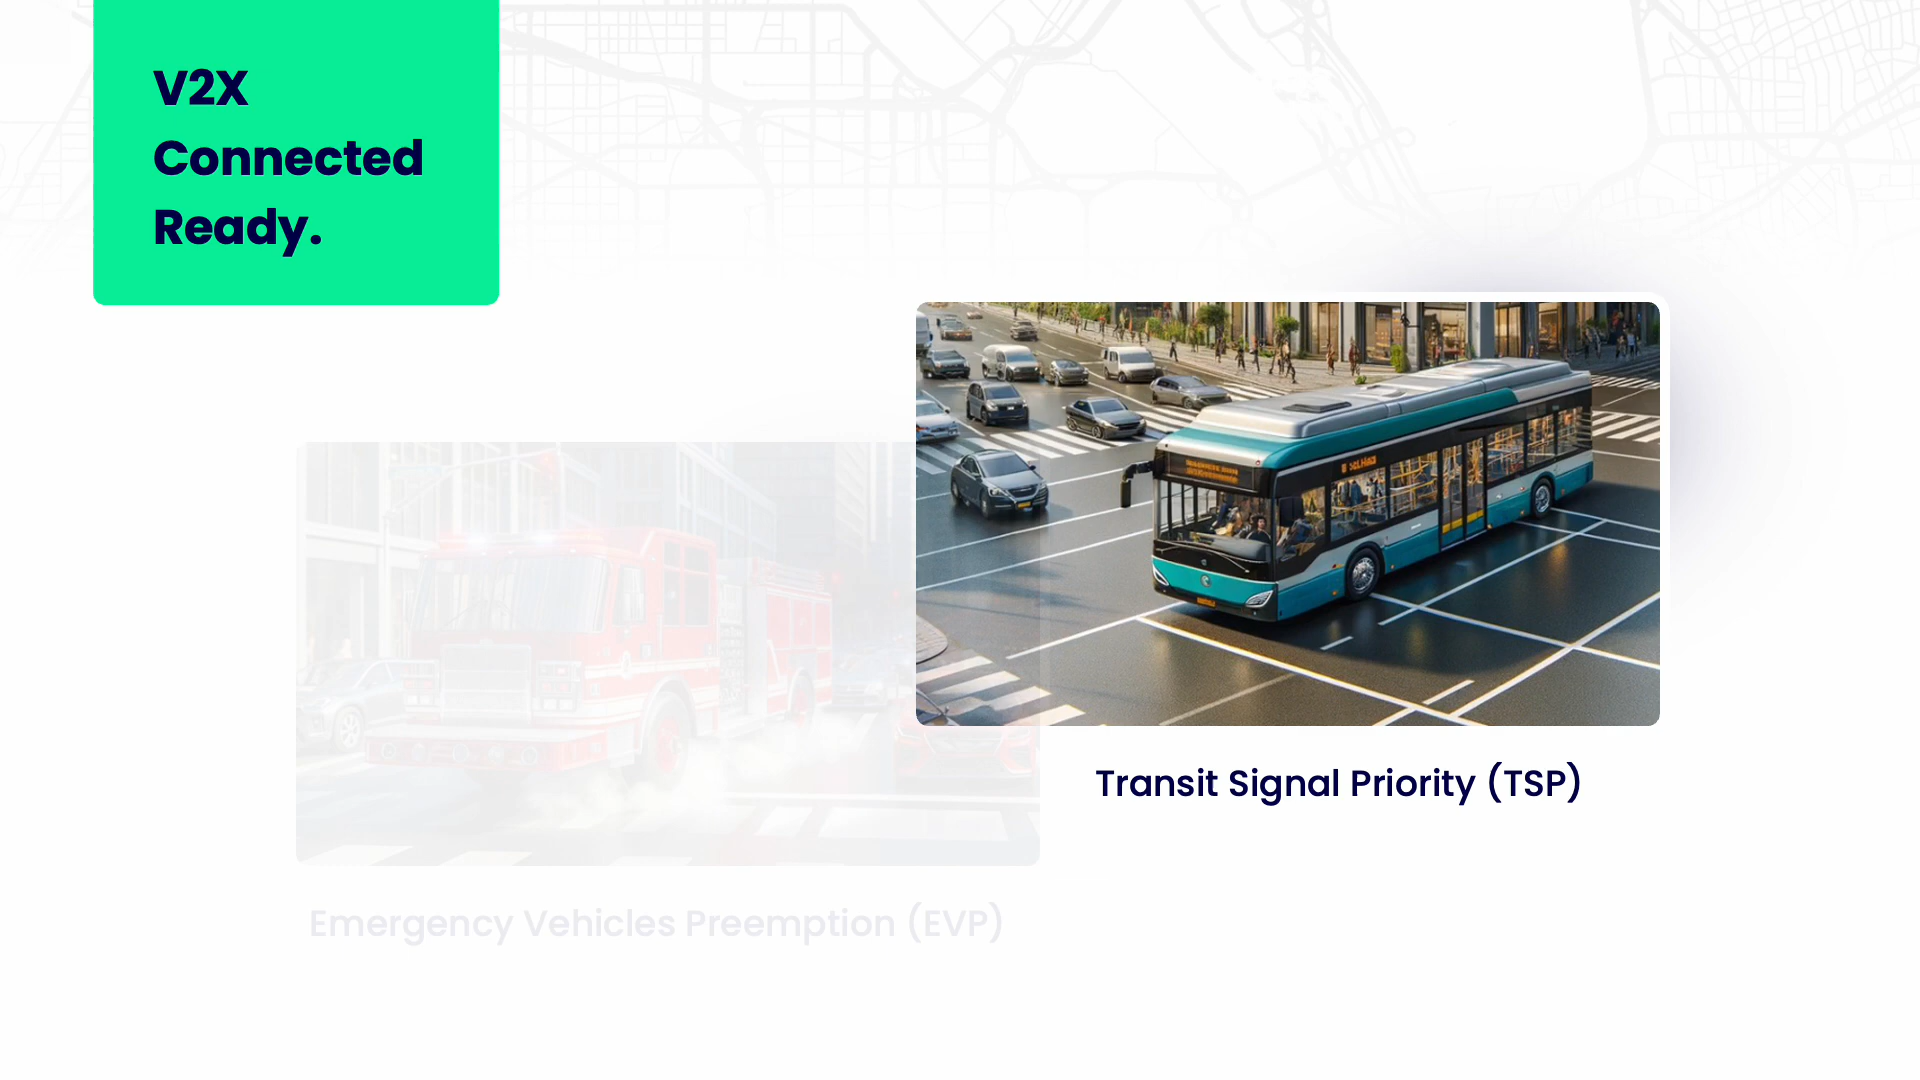 V2X
Connected
Ready.
Transit Signal Priority (TSP)
Emergency Vehicles Preemption (EVP)